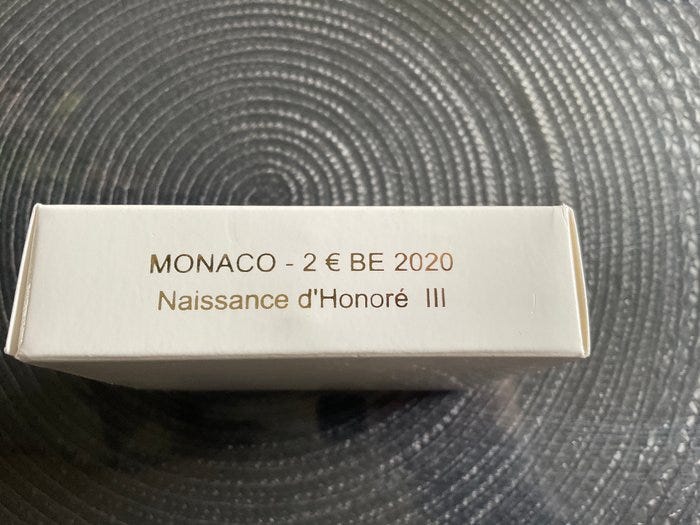 MONACO - 2 € BE 2020
Naissance d'Honoré III